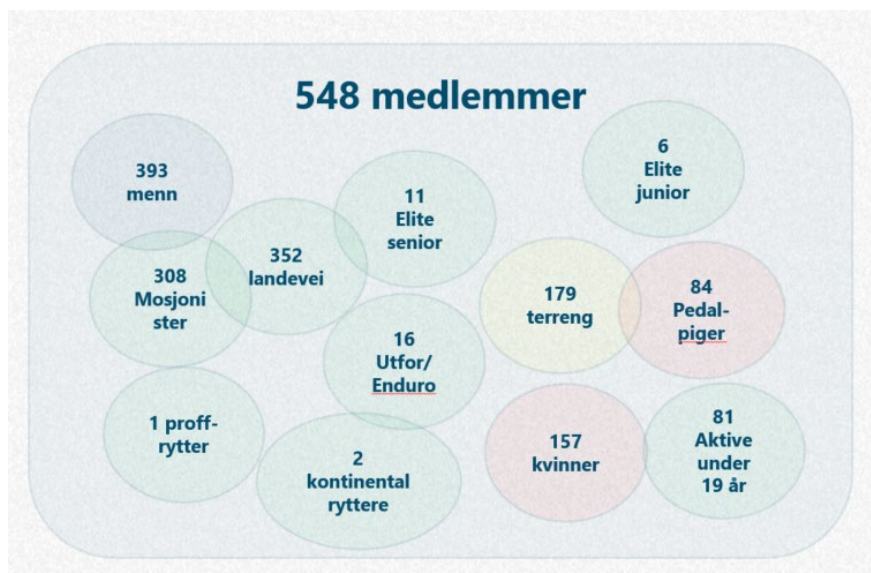 548 medlemmer
393
menn
11
Elite
senior
6
Elite
junior
308
Mosjoni
ster
352
landevei
179
terreng
84
Pedal-
piger
16
Utfor/
Enduro
1 proff-
rytter
2
kontinental
ryttere
157
kvinner
81
Aktive
under
19 år